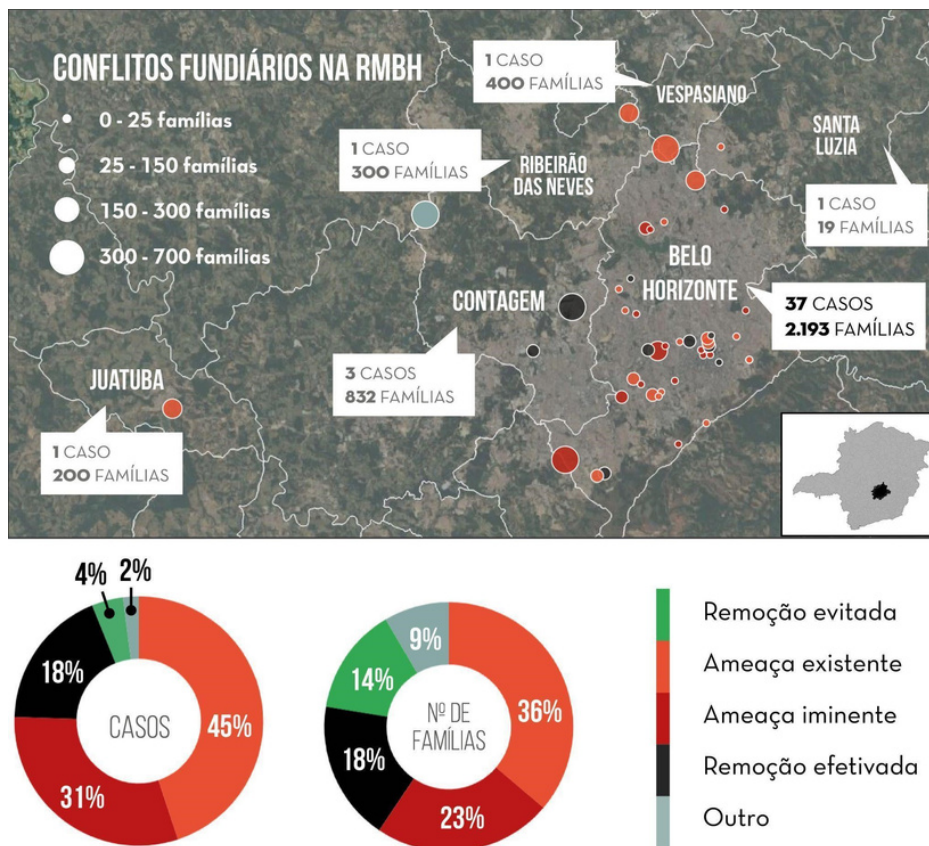 CONFLITOS FUNDIÁRIOS NA RMBH
0 - 25 famílias
25 - 150 famílias
150 - 300 famílias
300 - 700 famílias
1 CASO
400 FAMÍLIAS
VESPASIANO
1 CASO
300 FAMÍLIAS
RIBEIRÃO
DAS NEVES
SANTA
LUZIA
1 CASO
19 FAMÍLIAS
BELO
HORIZONTE
37 CASOS
2.193 FAMÍLIAS
CONTAGEM
3 CASOS
832 FAMÍLIAS
JUATUBA
1 CASO
200 FAMÍLIAS
4%
2%
18%
45%
31%
CASOS
9%
14%
36%
18%
23%
Nº DE
FAMÍLIAS
Remoção evitada
Ameaça existente
Ameaça iminente
Remoção efetivada
Outro